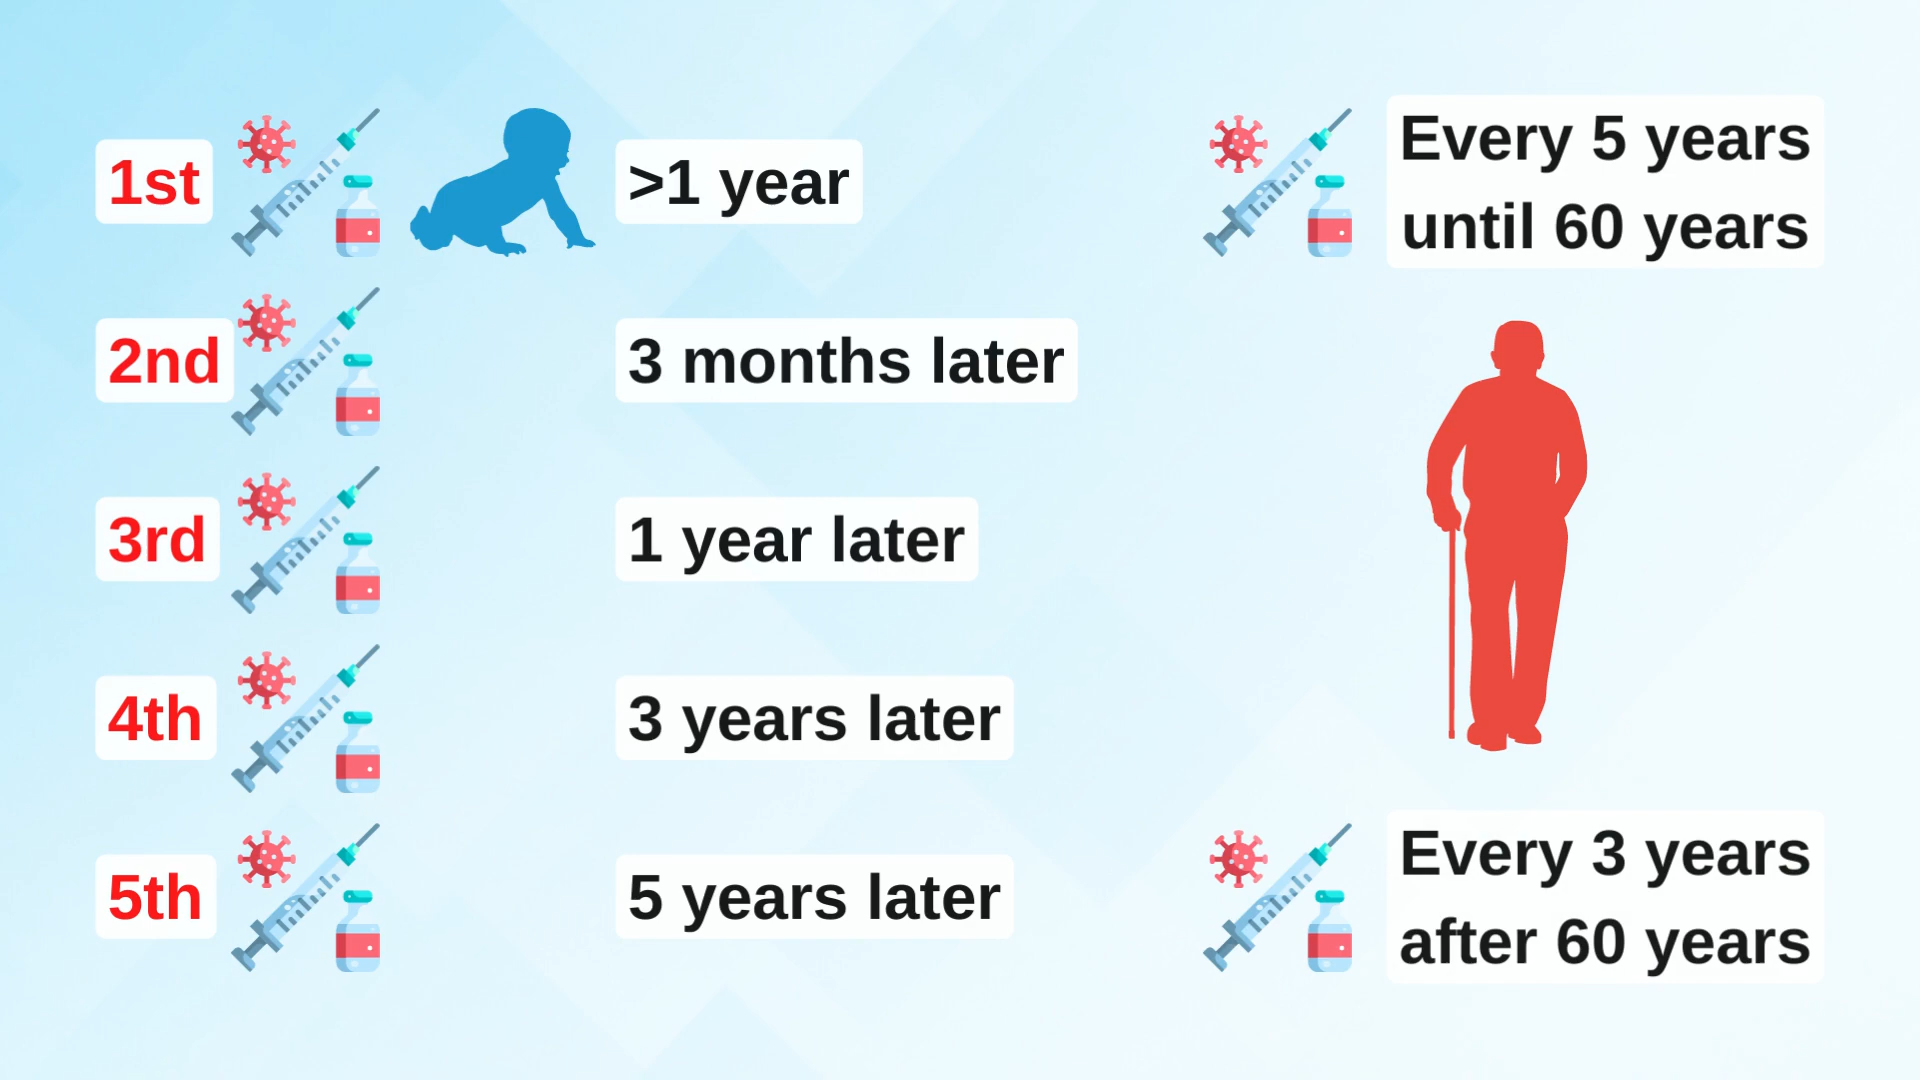 1st
>1 year
2nd
3 months later
3rd
1 year later
4th
3 years later
5th
5 years later
Every 5 years
until 60 years
Every 3 years
after 60 years